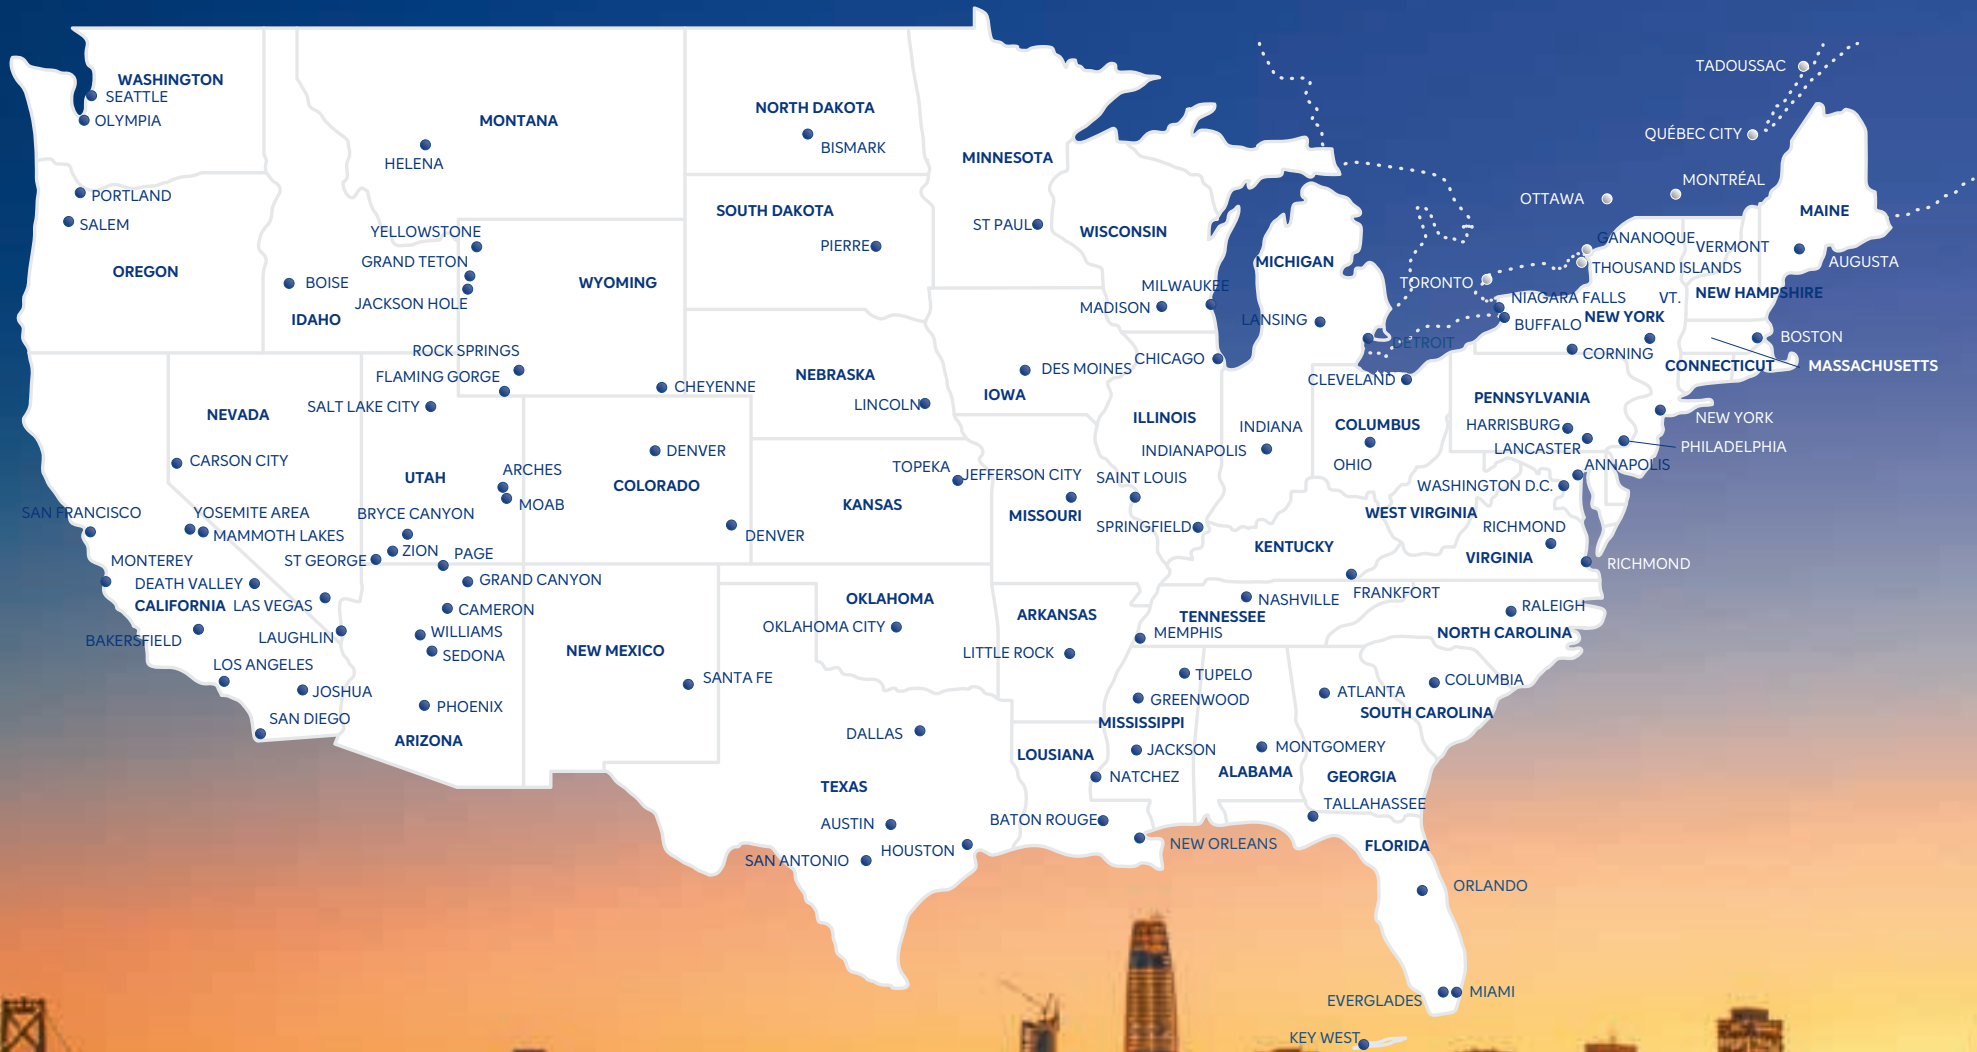 TADOUSSAC
WASHINGTON
SEATTLE
OLYMPIA
NORTH DAKOTA
MONTANA
QUÉBEC CITY
BISMARK
MINNESOTA
HELENA
MONTRÉAL
PORTLAND
OTTAWA
SOUTH DAKOTA
MAINE
SALEM
YELLOWSTONE
ST PAUL
WISCONSIN
GANANOQUE
VERMONT
PIERRE
GRAND TETON
MICHIGAN
AUGUSTA
THOUSAND ISLANDS
OREGON
BOISE
WYOMING
TORONTO
MILWAUKEE
NEW HAMPSHIRE
JACKSON HOLE
NIAGARA FALLS
VT.
MADISON
IDAHO
LANSING
NEW YORK
BUFFALO
BOSTON
DETROIT
ROCK SPRINGS
CORNING
CHICAGO
CONNECTICUT
MASSACHUSETTS
DES MOINES
FLAMING GORGE
NEBRASKA
CLEVELAND
CHEYENNE
IOWA
PENNSYLVANIA
SALT LAKE CITY
LINCOLN
NEVADA
ILLINOIS
NEW YORK
INDIANA
COLUMBUS
HARRISBURG
PHILADELPHIA
LANCASTER
DENVER
INDIANAPOLIS
CARSON CITY
OHIO
ANNAPOLIS
TOPEKA
ARCHES
JEFFERSON CITY
SAINT LOUIS
UTAH
COLORADO
WASHINGTON D.C.
MOAB
KANSAS
SAN FRANCISCO
YOSEMITE AREA
BRYCE CANYON
WEST VIRGINIA
MISSOURI
SPRINGFIELD
RICHMOND
MAMMOTH LAKES
DENVER
KENTUCKY
ZION
PAGE
VIRGINIA
MONTEREY
ST GEORGE
RICHMOND
GRAND CANYON
DEATH VALLEY
FRANKFORT
OKLAHOMA
NASHVILLE
CALIFORNIA
LAS VEGAS
RALEIGH
CAMERON
ARKANSAS
TENNESSEE
OKLAHOMA CITY
WILLIAMS
MEMPHIS
NORTH CAROLINA
LAUGHLIN
BAKERSFIELD
NEW MEXICO
LITTLE ROCK
SEDONA
LOS ANGELES
TUPELO
SANTA FE
COLUMBIA
JOSHUA
ATLANTA
GREENWOOD
PHOENIX
SOUTH CAROLINA
SAN DIEGO
MISSISSIPPI
DALLAS
ARIZONA
MONTGOMERY
JACKSON
LOUSIANA
ALABAMA
GEORGIA
NATCHEZ
TEXAS
TALLAHASSEE
BATON ROUGE
AUSTIN
NEW ORLEANS
FLORIDA
HOUSTON
SAN ANTONIO
ORLANDO
MIAMI
EVERGLADES
KEY WEST